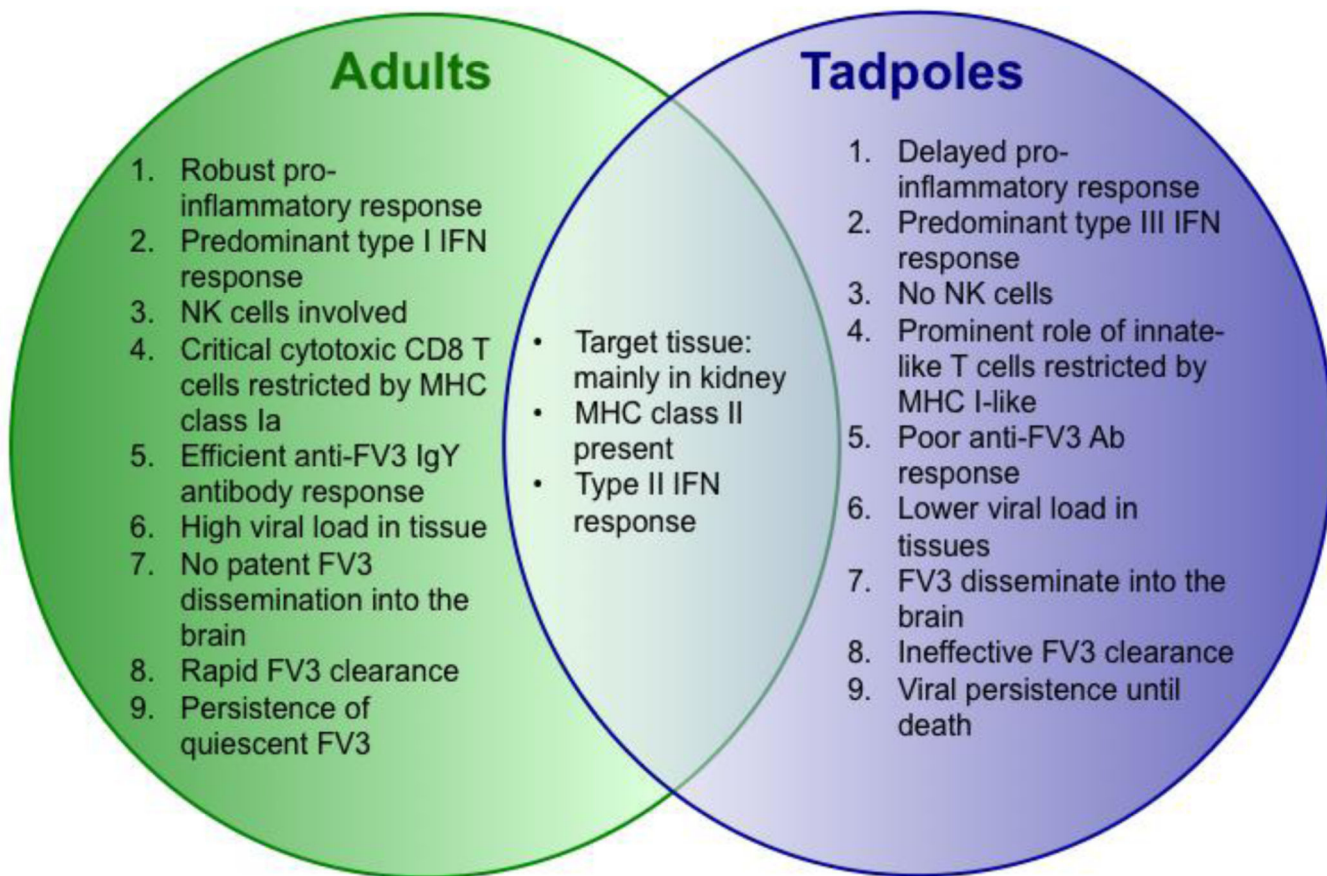 Adults
1. Robust pro-
inflammatory response
2. Predominant type I IFN
response
3. NK cells involved
4. Critical cytotoxic CD8 T
cells restricted by MHC
class Ia
5. Efficient anti-FV3 IgY
antibody response
6. High viral load in tissue
7. No patent FV3
dissemination into the
brain
8. Rapid FV3 clearance
9. Persistence of
quiescent FV3
• Target tissue:
mainly in kidney
• MHC class II
present
• Type II IFN
response
Tadpoles
1. Delayed pro-
inflammatory response
2. Predominant type III IFN
response
3. No NK cells
4. Prominent role of innate-
like T cells restricted by
MHC I-like
5. Poor anti-FV3 Ab
response
6. Lower viral load in
tissues
7. FV3 disseminate into the
brain
8. Ineffective FV3 clearance
9. Viral persistence until
death